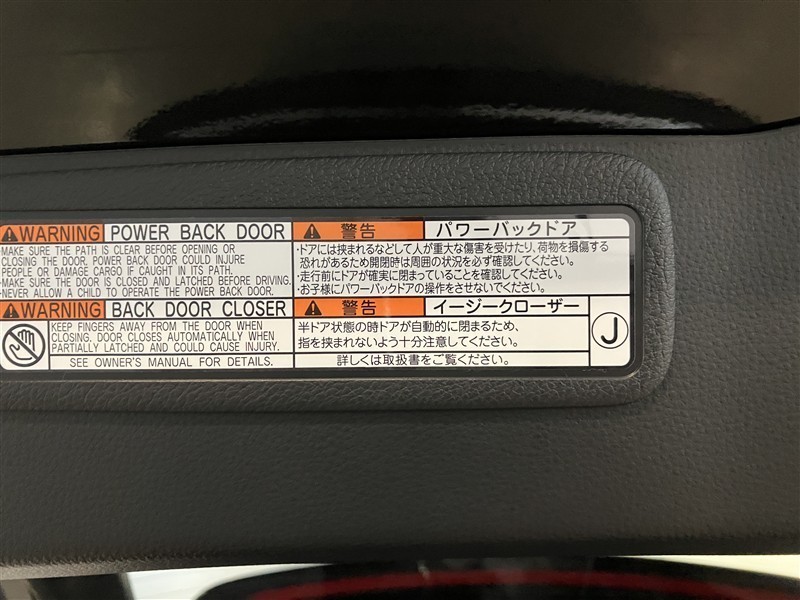 WARNING POWER BACK DOOR
MAKE SURE THE PATH IS CLEAR BEFORE OPENING OR
CLOSING THE DOOR. POWER BACK DOOR COULD INJURE
PEOPLE OR DAMAGE CARGO IF CAUGHT IN ITS PATH.
・MAKE SURE THE DOOR IS CLOSED AND LATCHED BEFORE DRIVING.
・NEVER ALLOW A CHILD TO OPERATE THE POWER BACK DOOR.
WARNING BACK DOOR CLOSER
KEEP FINGERS AWAY FROM THE DOOR WHEN
CLOSING. DOOR CLOSES AUTOMATICALLY WHEN
PARTIALLY LATCHED AND COULD CAUSE INJURY.
SEE OWNER'S MANUAL FOR DETAILS.
警告 パワーバックドア
・ドアには挟まれるなどして人が重大な傷害を受けたり、荷物を損傷する
恐れがあるため開閉時は周囲の状況を必ず確認してください。
・走行前にドアが確実に閉まっていることを確認してください。
・お子様にパワーバックドアの操作をさせないでください。
警告 イージークローザー
半ドア状態の時ドアが自動的に閉まるため、
指を挟まれないよう十分注意してください。
詳しくは取扱書をご覧ください。
J